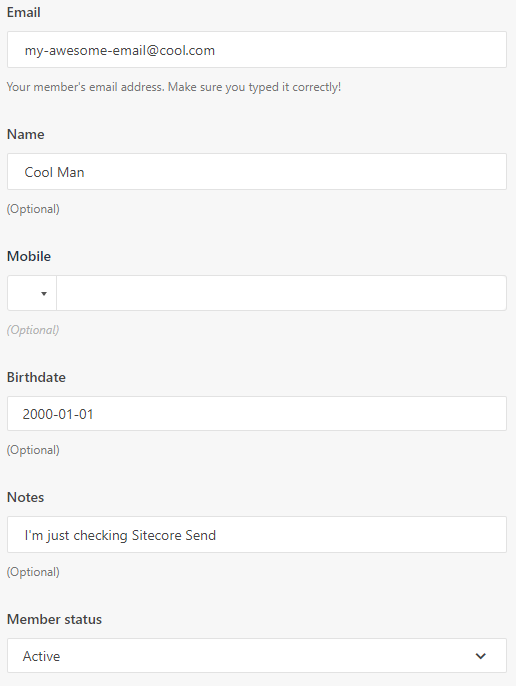 Email
my-awesome-email@cool.com
Your member's email address. Make sure you typed it correctly!
Name
Cool Man
(Optional)
Mobile
(Optional)
Birthdate
2000-01-01
(Optional)
Notes
I'm just checking Sitecore Send
(Optional)
Member status
Active